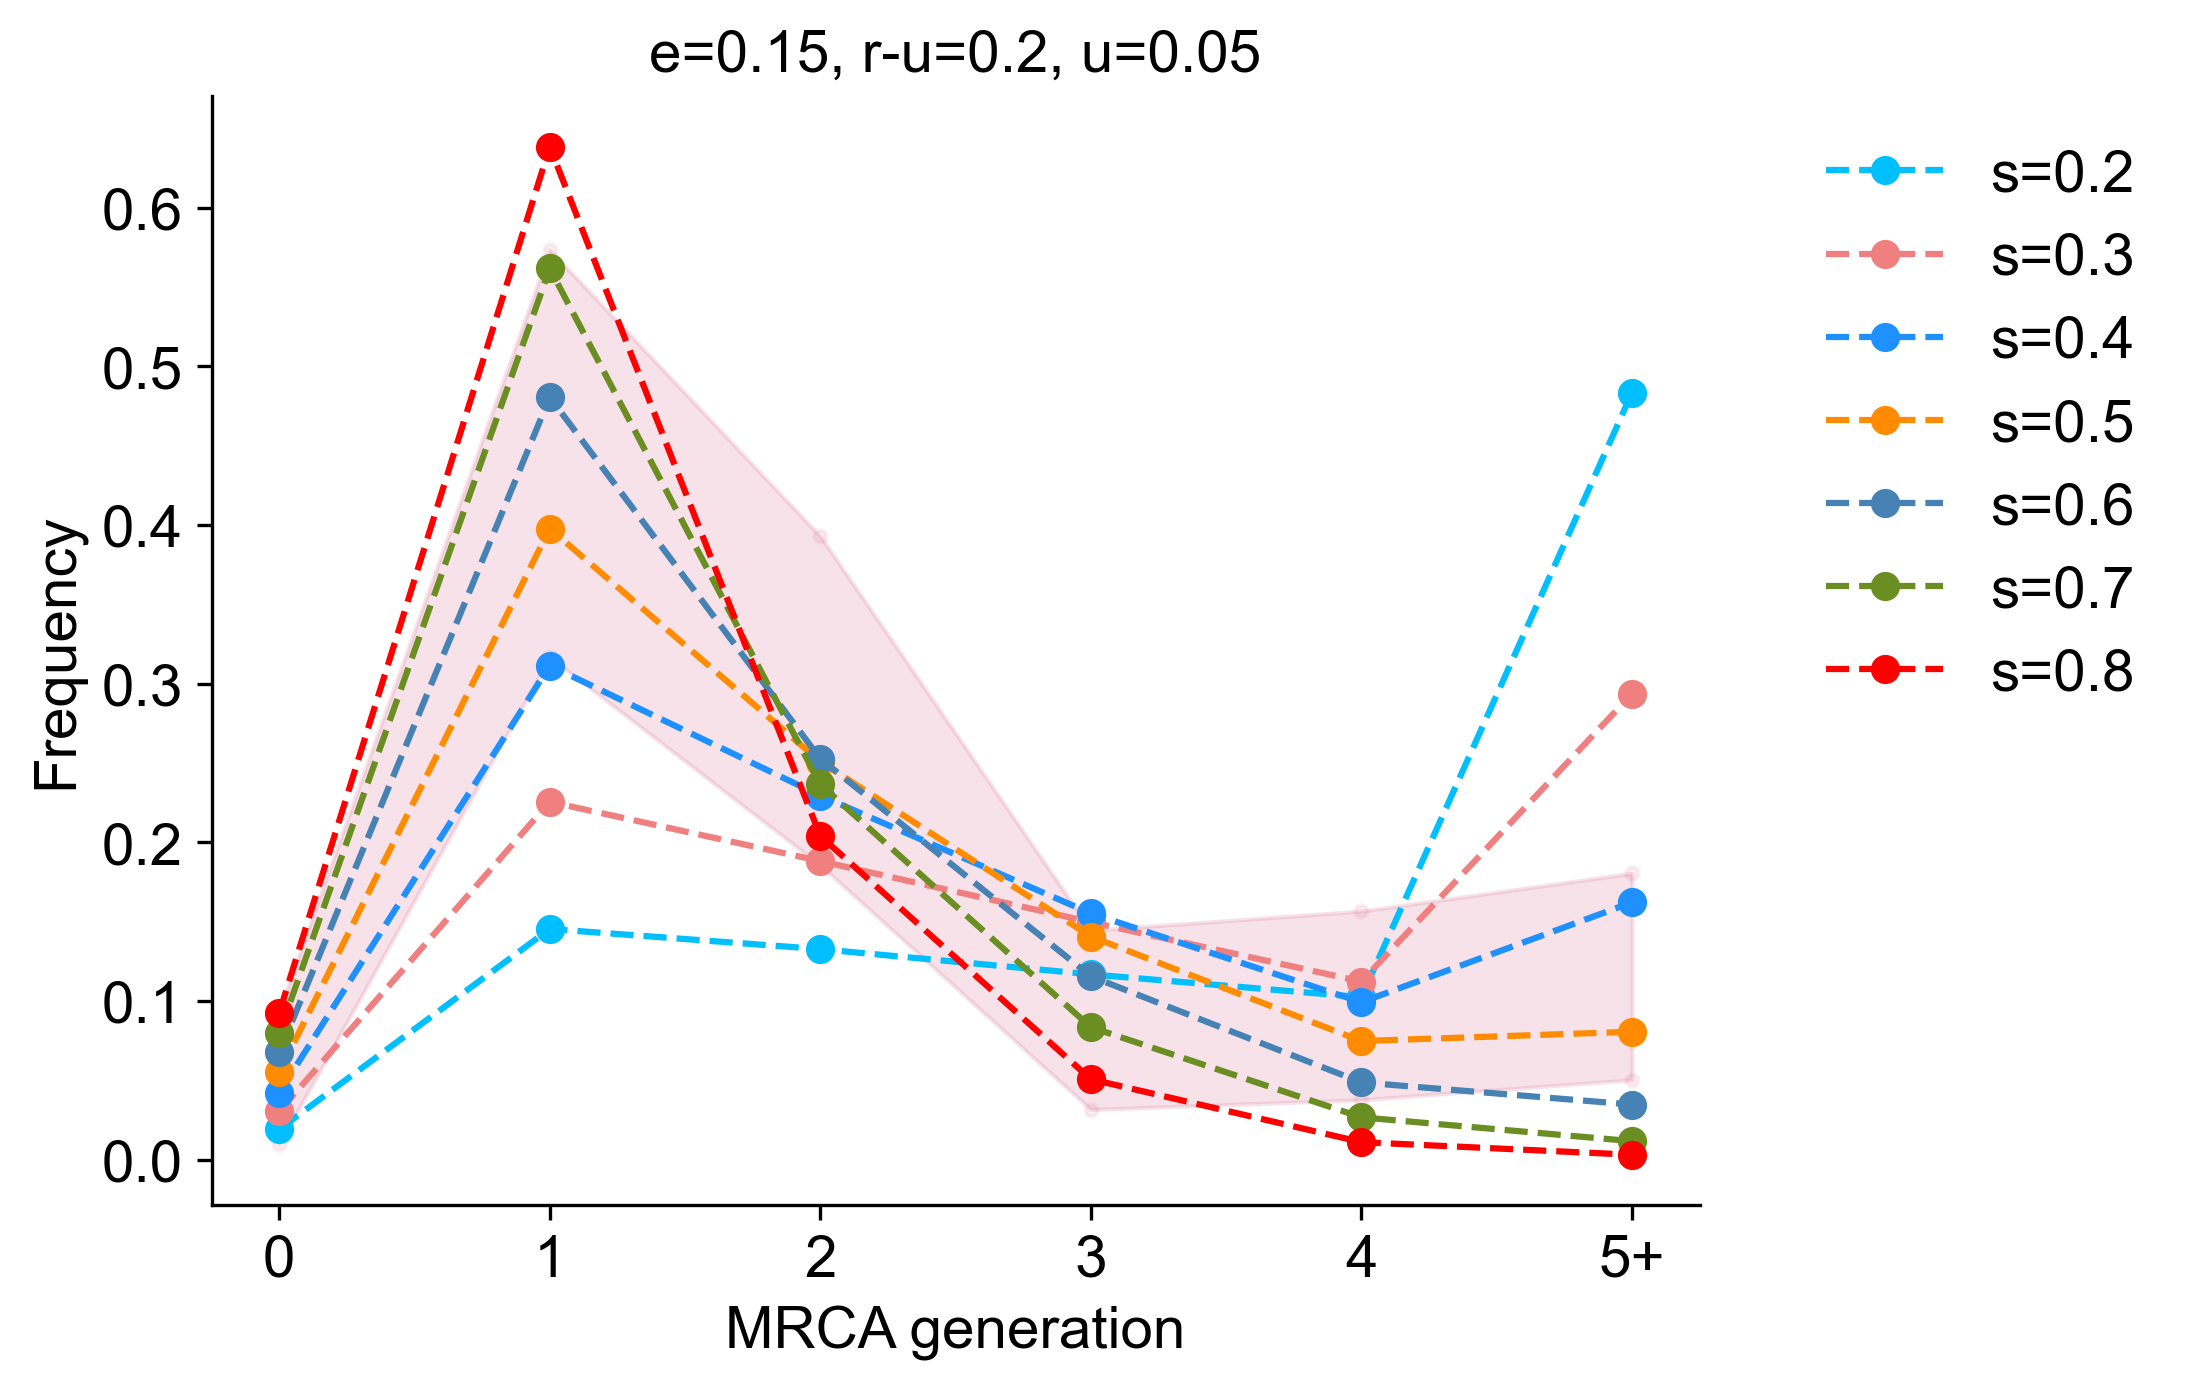 e=0.15, r-u=0.2, u=0.05
Frequency
0.6
0.5
0.4
0.3
0.2
0.1
0.0
0 1 2 3 4 5+
MRCA generation
s=0.2
s=0.3
s=0.4
s=0.5
s=0.6
s=0.7
s=0.8